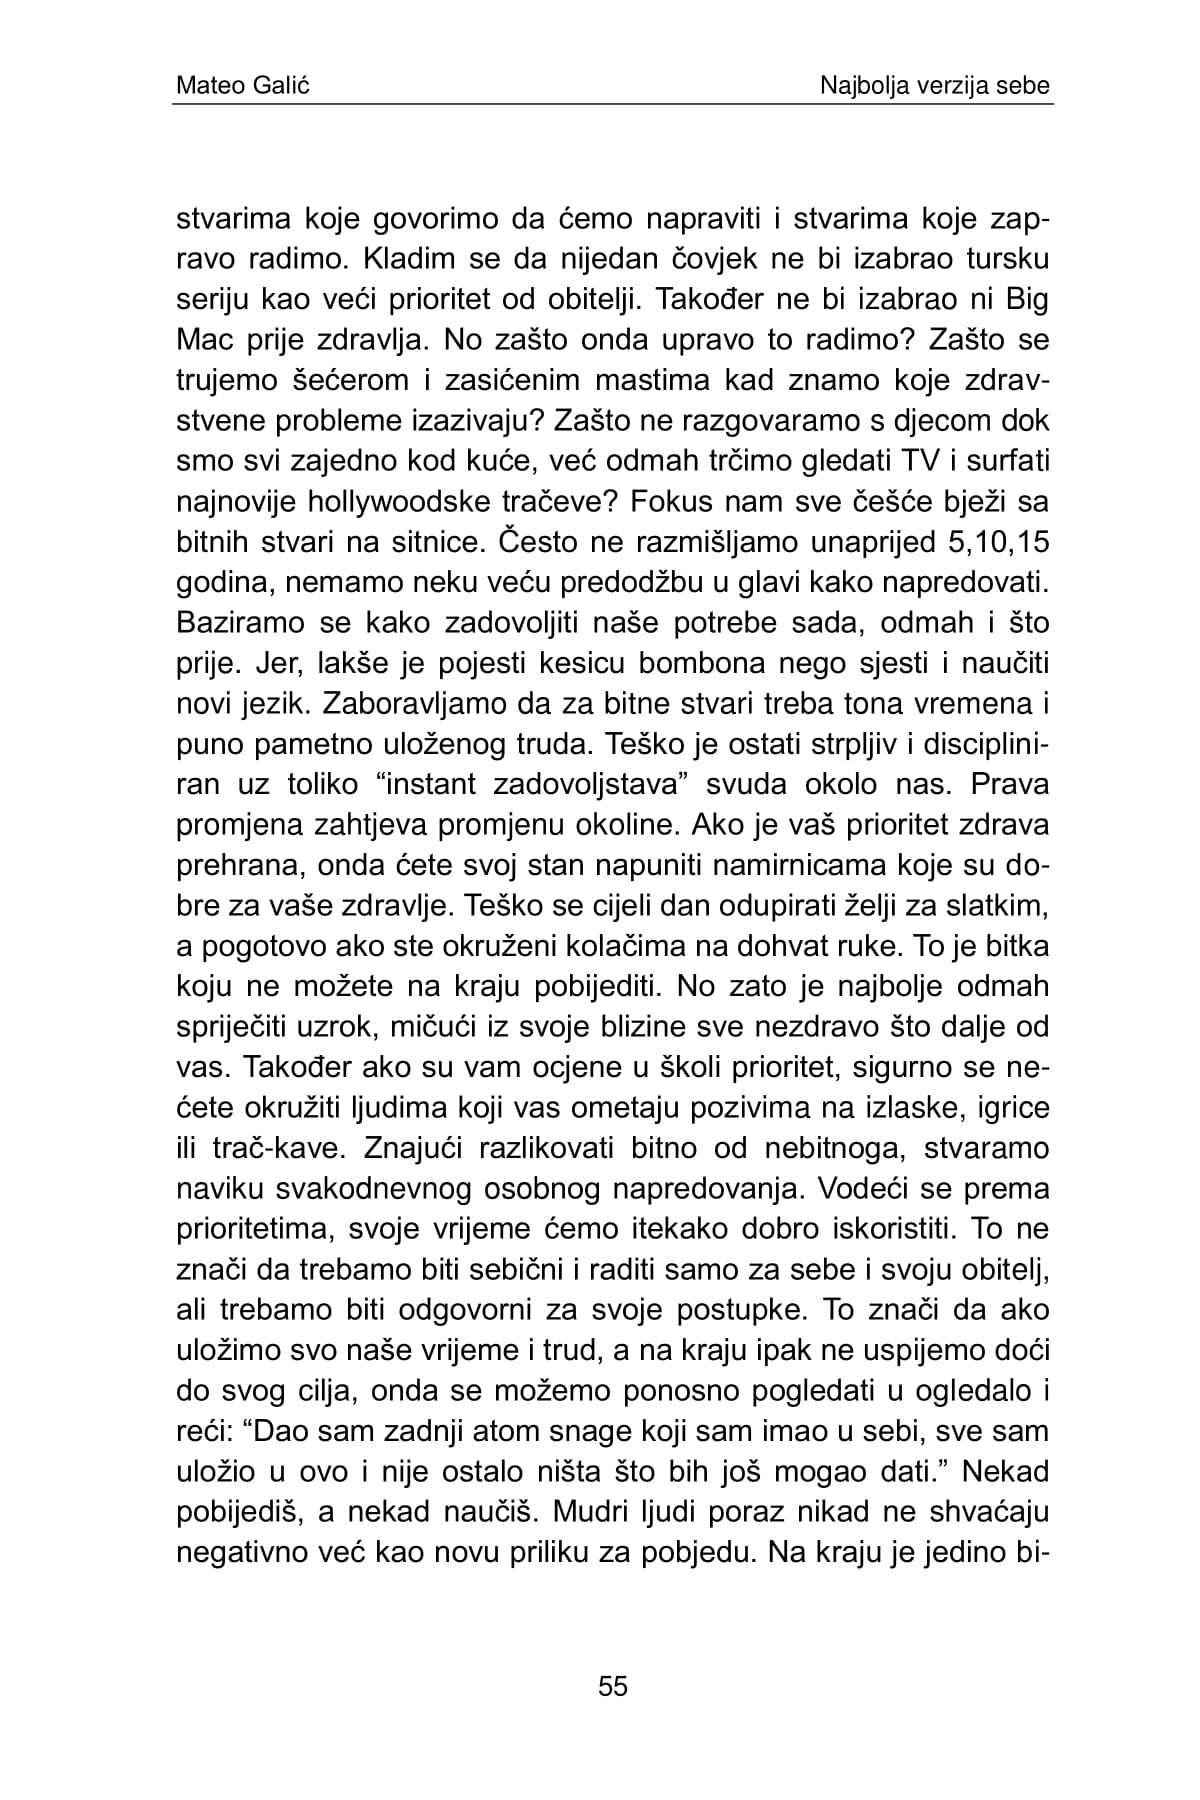 Mateo Galić Najbolja verzija sebe
stvarima koje govorimo da ćemo napraviti i stvarima koje zap-
ravo radimo. Kladim se da nijedan čovjek ne bi izabrao tursku
seriju kao veći prioritet od obitelji. Također ne bi izabrao ni Big
Mac prije zdravlja. No zašto onda upravo to radimo? Zašto se
trujemo šećerom i zasićenim mastima kad znamo koje zdrav-
stvene probleme izazivaju? Zašto ne razgovaramo s djecom dok
smo svi zajedno kod kuće, već odmah trčimo gledati TV i surfati
najnovije hollywoodske tračeve? Fokus nam sve češće bježi sa
bitnih stvari na sitnice. Često ne razmišljamo unaprijed 5,10,15
godina, nemamo neku veću predodžbu u glavi kako napredovati.
Baziramo se kako zadovoljiti naše potrebe sada, odmah i što
prije. Jer, lakše je pojesti kesicu bombona nego sjesti i naučiti
novi jezik. Zaboravljamo da za bitne stvari treba tona vremena i
puno pametno uloženog truda. Teško je ostati strpljiv i disciplini-
ran uz toliko “instant zadovoljstava” svuda okolo nas. Prava
promjena zahtjeva promjenu okoline. Ako je vaš prioritet zdrava
prehrana, onda ćete svoj stan napuniti namirnicama koje su do-
bre za vaše zdravlje. Teško se cijeli dan odupirati želji za slatkim,
a pogotovo ako ste okruženi kolačima na dohvat ruke. To je bitka
koju ne možete na kraju pobijediti. No zato je najbolje odmah
spriječiti uzrok, mičući iz svoje blizine sve nezdravo što dalje od
vas. Također ako su vam ocjene u školi prioritet, sigurno se ne-
ćete okružiti ljudima koji vas ometaju pozivima na izlaske, igrice
ili trač-kave. Znajući razlikovati bitno od nebitnoga, stvaramo
naviku svakodnevnog osobnog napredovanja. Vodeći se prema
prioritetima, svoje vrijeme ćemo itekako dobro iskoristiti. To ne
znači da trebamo biti sebični i raditi samo za sebe i svoju obitelj,
ali trebamo biti odgovorni za svoje postupke. To znači da ako
uložimo svo naše vrijeme i trud, a na kraju ipak ne uspijemo doći
do svog cilja, onda se možemo ponosno pogledati u ogledalo i
reći: “Dao sam zadnji atom snage koji sam imao u sebi, sve sam
uložio u ovo i nije ostalo ništa što bih još mogao dati.” Nekad
pobijediš, a nekad naučiš. Mudri ljudi poraz nikad ne shvaćaju
negativno već kao novu priliku za pobjedu. Na kraju je jedino bi-
55